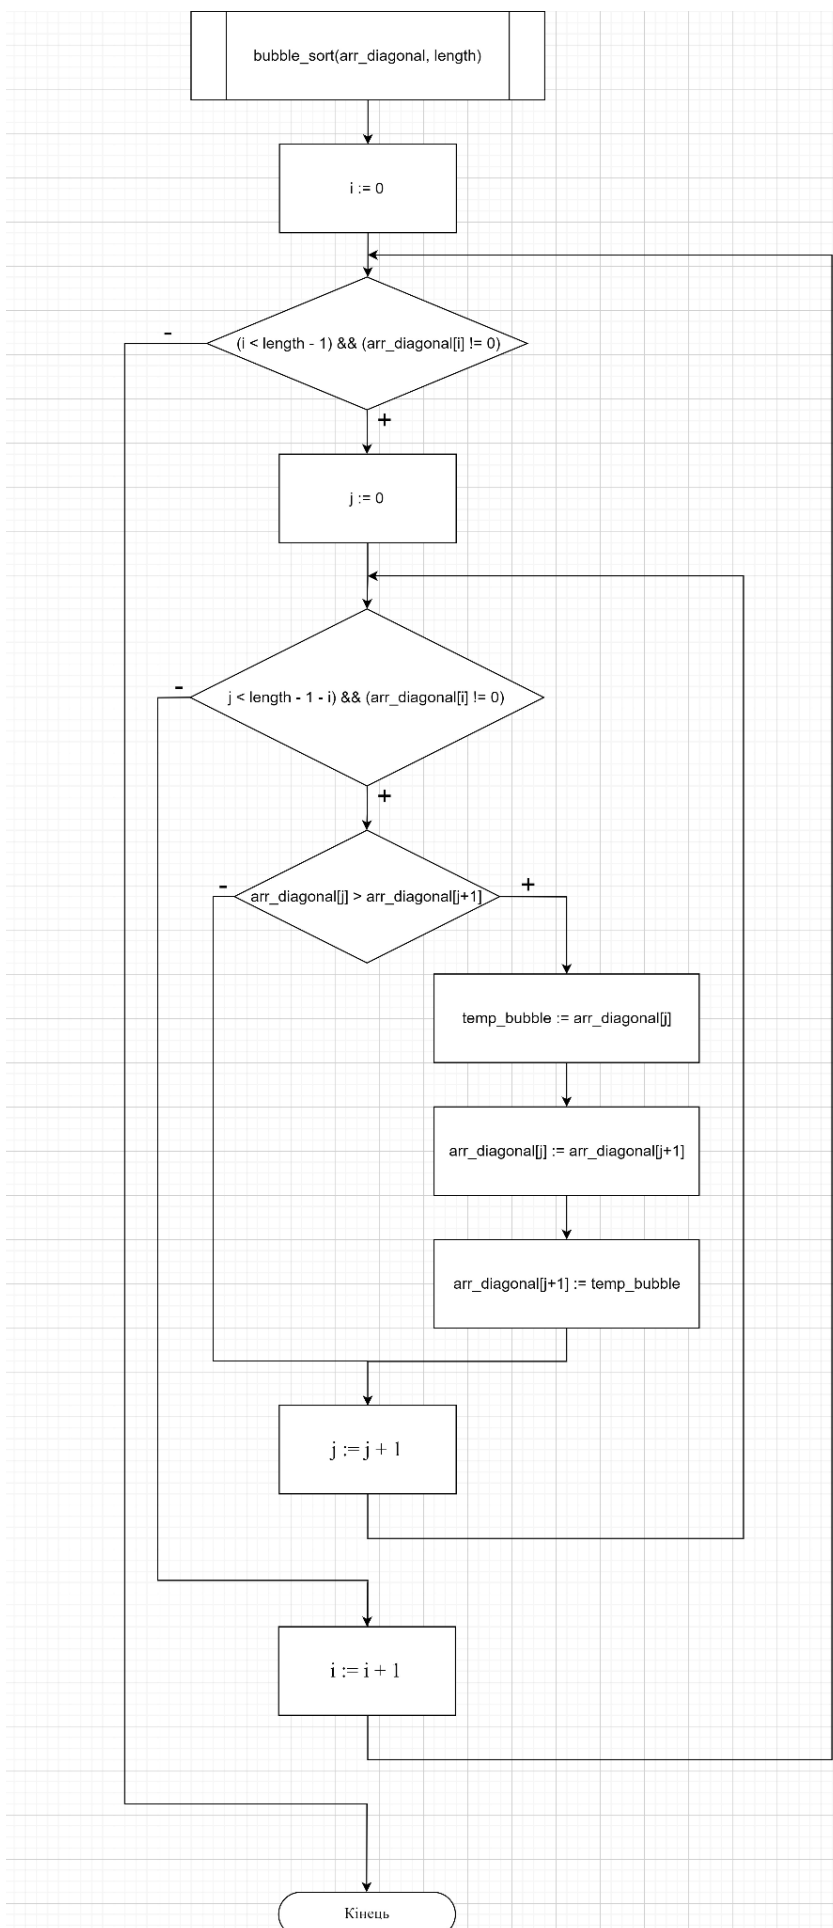 bubble_sort(arr_diagonal, length)
i := 0
-
(i < length - 1) && (arr_diagonal[i] != 0)
+
j := 0
-
j < length - 1 - i) && (arr_diagonal[i] != 0)
+
-
arr_diagonal[j] > arr_diagonal[j+1]
+
temp_bubble := arr_diagonal[j]
arr_diagonal[j] := arr_diagonal[j+1]
arr_diagonal[j+1] := temp_bubble
j := j + 1
i := i + 1
Кінець